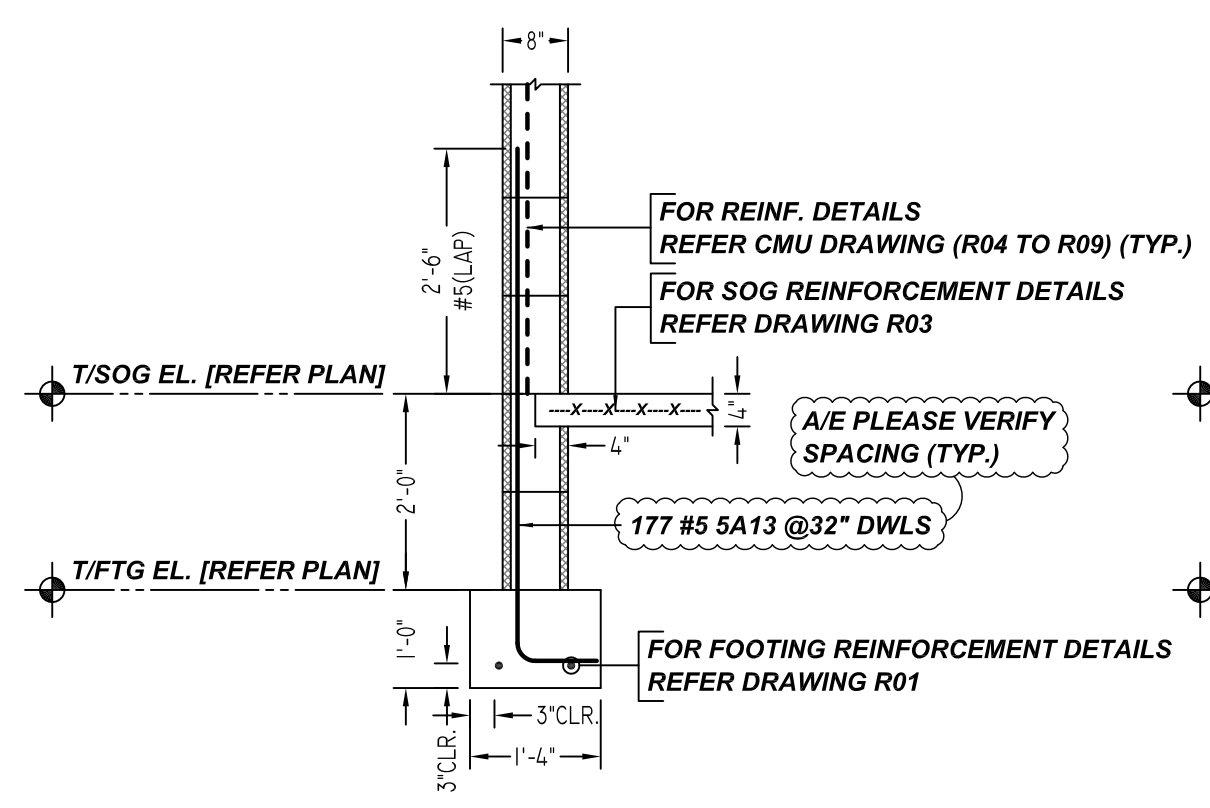 8"
2'-6"
#5(LAP)
FOR REINF. DETAILS
REFER CMU DRAWING (R04 TO R09) (TYP.)
FOR SOG REINFORCEMENT DETAILS
REFER DRAWING R03
T/SOG EL. [REFER PLAN]
----X----X----X----X----
4"
4"
A/E PLEASE VERIFY
SPACING (TYP.)
2'-0"
177 #5 5A13 @32" DWLS
T/FTG EL. [REFER PLAN]
1'-0"
FOR FOOTING REINFORCEMENT DETAILS
REFER DRAWING R01
3"CLR.
3"CLR.
1'-4"